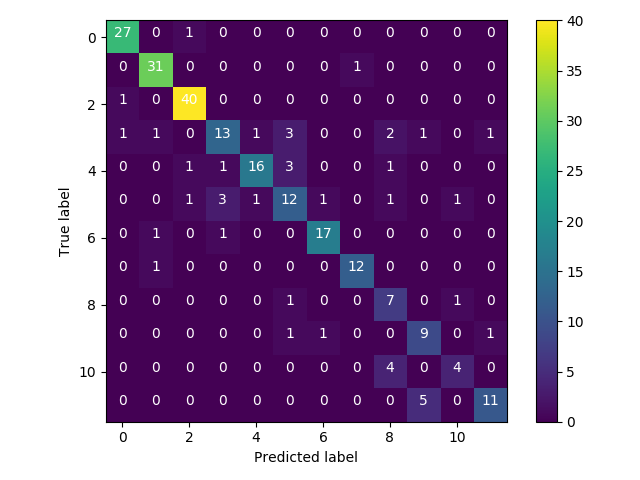 0 27 0 1 0 0 0 0 0 0 0 0 0
0 31 0 0 0 0 0 1 0 0 0 0
2 1 0 40 0 0 0 0 0 0 0 0 0
1 1 0 13 1 3 0 0 2 1 0 1
4 0 0 1 1 16 3 0 0 1 0 0 0
0 0 1 3 1 12 1 0 1 0 1 0
6 0 1 0 1 0 0 17 0 0 0 0 0
0 1 0 0 0 0 0 12 0 0 0 0
8 0 0 0 0 0 1 0 0 7 0 1 0
0 0 0 0 0 1 1 0 0 9 0 1
10 0 0 0 0 0 0 0 0 4 0 4 0
0 0 0 0 0 0 0 0 0 5 0 11
0 2 4 6 8 10
Predicted label
True label
40
35
30
25
20
15
10
5
0